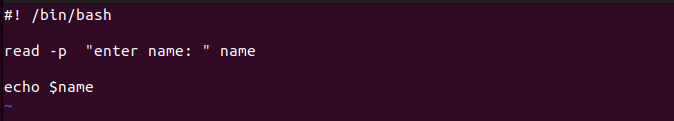 #! /bin/bash
read -p  "enter name: " name
echo $name
~